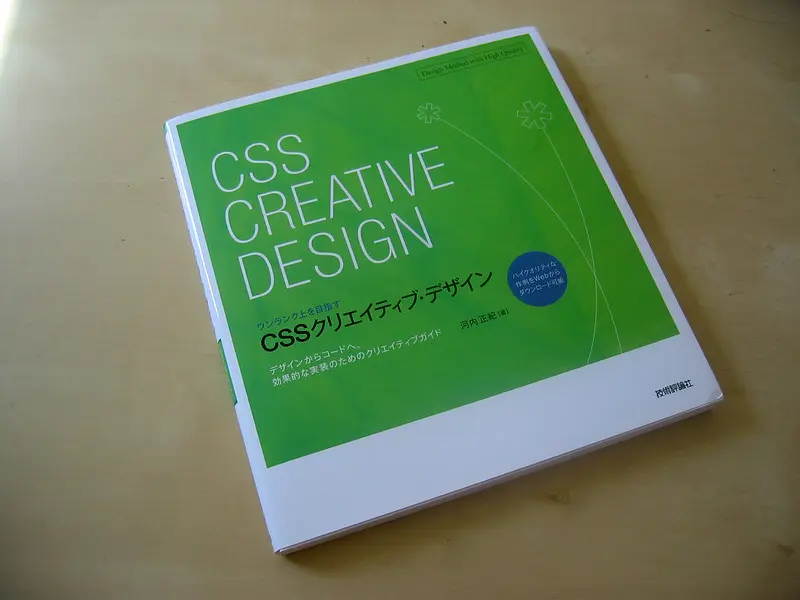 Design Method with High Quality
CSS
CREATIVE
DESIGN
ワンランク上を目指す
CSSクリエイティブ・デザイン
河内正紀(著)
デザインからコードへ。
効果的な実装のためのクリエイティブガイド
ハイクオリティな
作例をWebから
ダウンロード可能
技術評論社